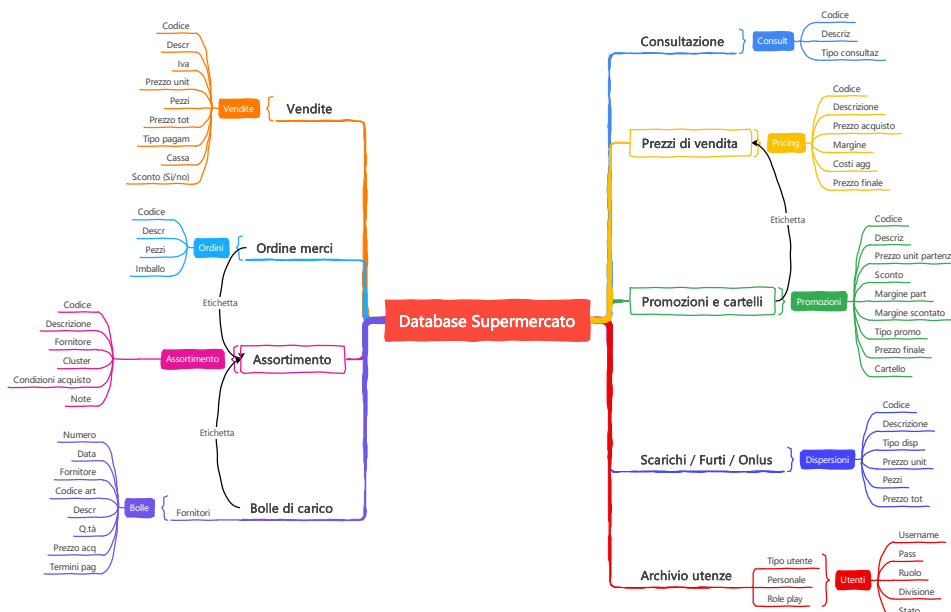 Database Supermercato
Vendite
Vendite
Codice
Descr
Iva
Prezzo unit
Pezzi
Prezzo tot
Tipo pagam
Cassa
Sconto (Si/no)
Ordine merci
Ordini
Codice
Descr
Pezzi
Imballo
Etichetta
Assortimento
Assortimento
Codice
Descrizione
Fornitore
Cluster
Condizioni acquisto
Note
Etichetta
Bolle di carico
Fornitori
Bolle
Numero
Data
Fornitore
Codice art
Descr
Q.tà
Prezzo acq
Termini pag
Consultazione
Consult
Codice
Descriz
Tipo consultaz
Prezzi di vendita
Pricing
Codice
Descrizione
Prezzo acquisto
Margine
Costi agg
Prezzo finale
Etichetta
Promozioni e cartelli
Promozioni
Codice
Descriz
Prezzo unit partenz
Sconto
Margine part
Margine scontato
Tipo promo
Prezzo finale
Cartello
Scarichi / Furti / Onlus
Dispersioni
Codice
Descrizione
Tipo disp
Prezzo unit
Pezzi
Prezzo tot
Archivio utenze
Tipo utente
Personale
Role play
Utenti
Username
Pass
Ruolo
Divisione
Stato